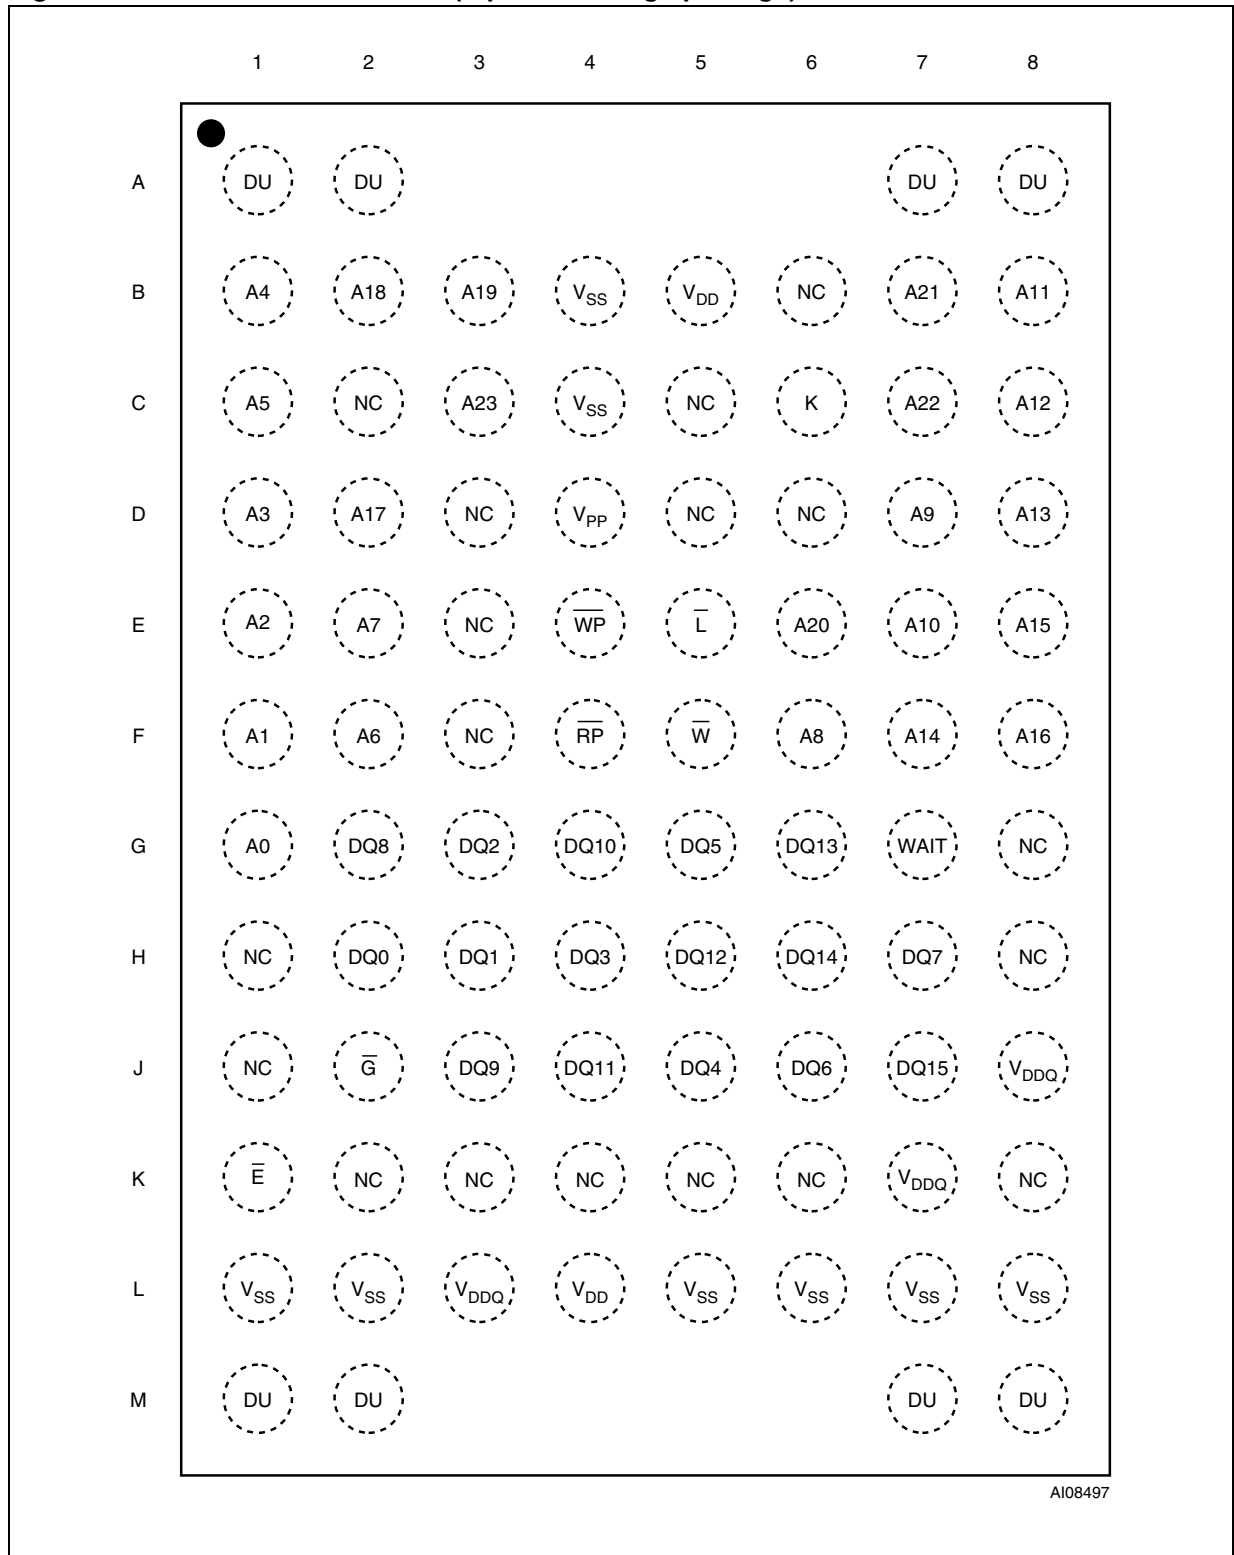 1 2 3 4 5 6 7 8
A DU DU DU DU
B A4 A18 A19 VSS VDD NC A21 A11
C A5 NC A23 VSS NC K A22 A12
D A3 A17 NC VPP NC NC A9 A13
E A2 A7 NC W̅P̅ L̅ A20 A10 A15
F A1 A6 NC R̅P̅ W̅ A8 A14 A16
G A0 DQ8 DQ2 DQ10 DQ5 DQ13 WAIT NC
H NC DQ0 DQ1 DQ3 DQ12 DQ14 DQ7 NC
J NC G̅ DQ9 DQ11 DQ4 DQ6 DQ15 VDDQ
K E̅ NC NC NC NC NC VDDQ NC
L VSS VSS VDDQ VDD VSS VSS VSS VSS
M DU DU DU DU
AI08497